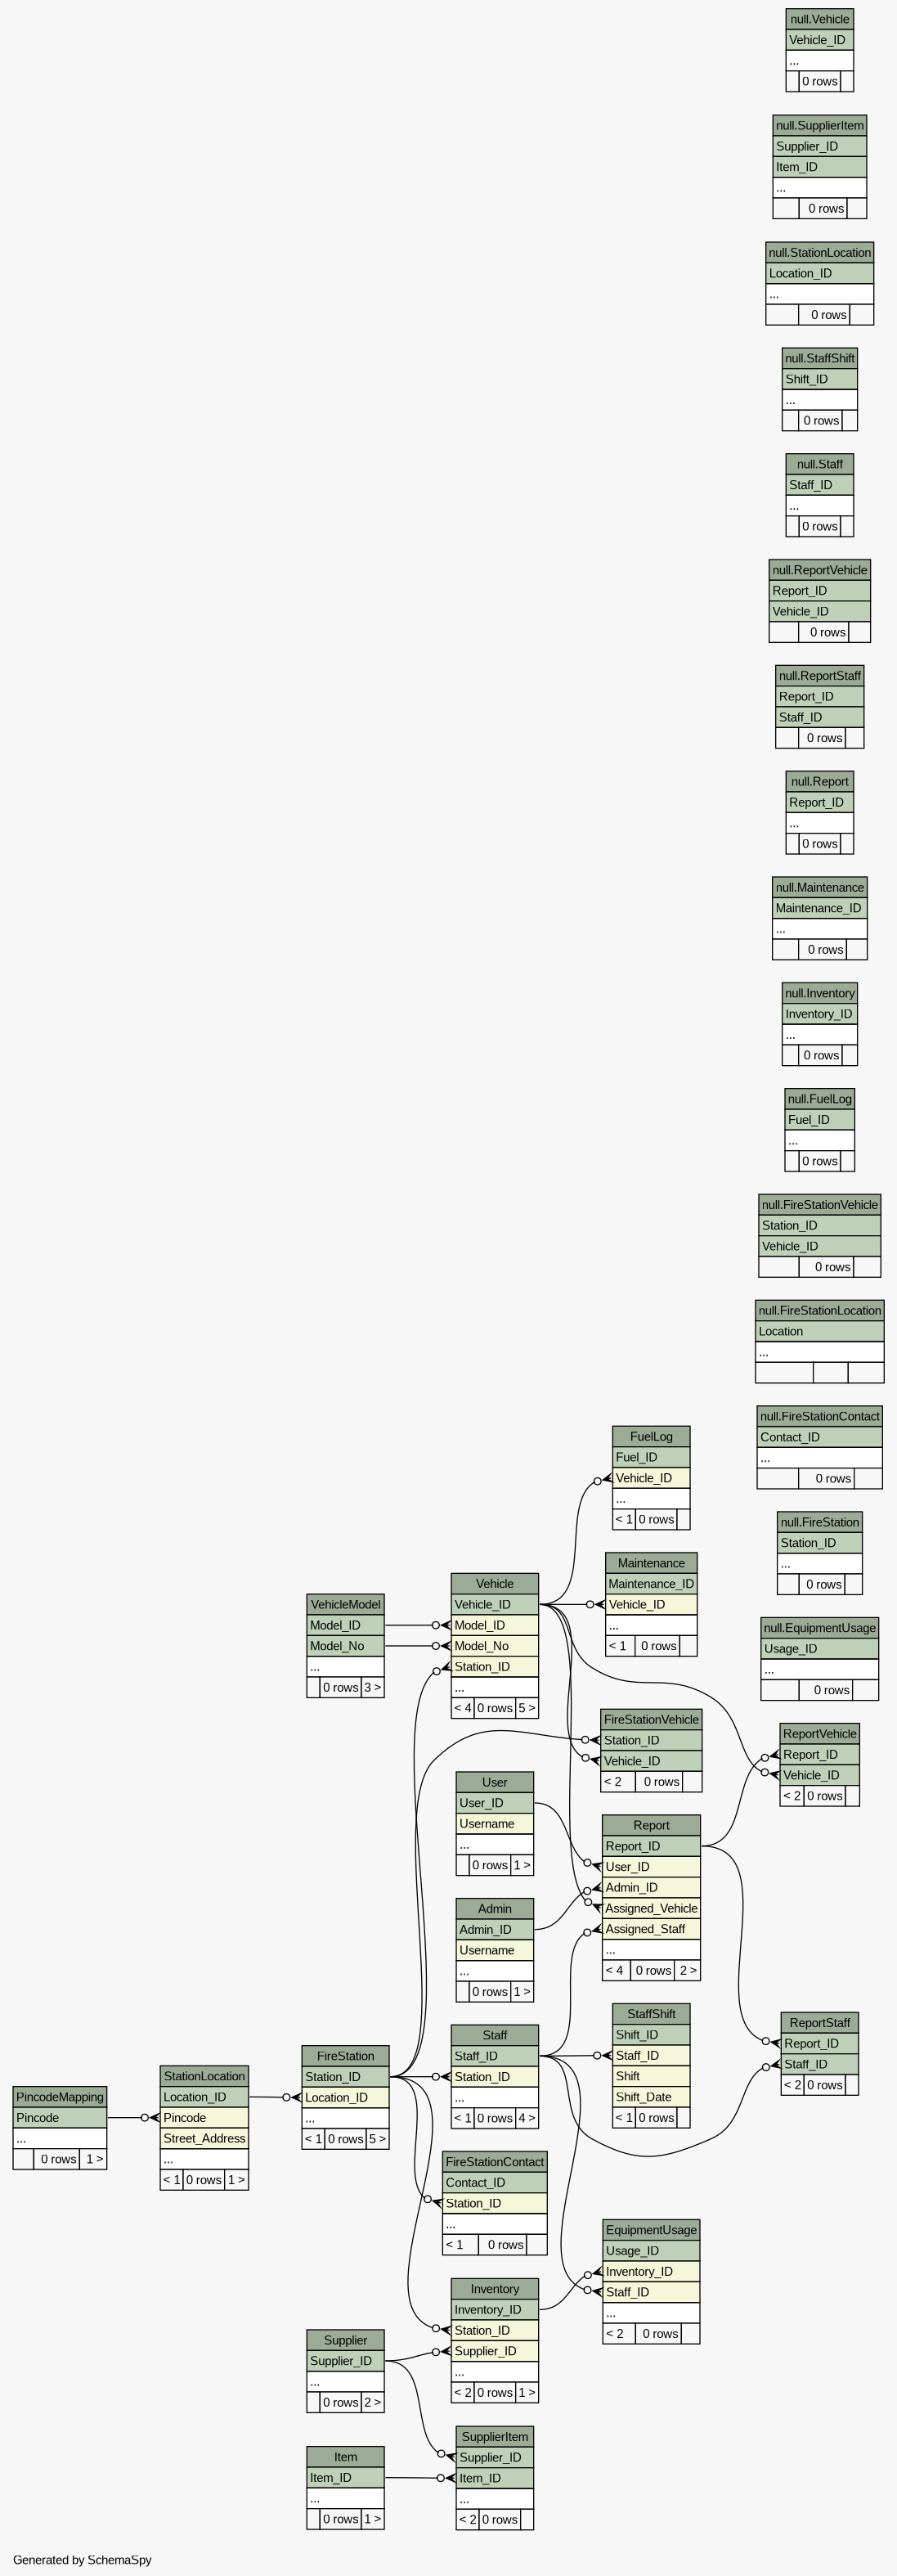 null.Vehicle
Vehicle_ID
...
0 rows
null.SupplierItem
Supplier_ID
Item_ID
...
0 rows
null.StationLocation
Location_ID
...
0 rows
null.StaffShift
Shift_ID
...
0 rows
null.Staff
Staff_ID
...
0 rows
null.ReportVehicle
Report_ID
Vehicle_ID
0 rows
null.ReportStaff
Report_ID
Staff_ID
0 rows
null.Report
Report_ID
...
0 rows
null.Maintenance
Maintenance_ID
...
0 rows
null.Inventory
Inventory_ID
...
0 rows
null.FuelLog
Fuel_ID
...
0 rows
null.FireStationVehicle
Station_ID
Vehicle_ID
0 rows
null.FireStationLocation
Location
...
null.FireStationContact
Contact_ID
...
0 rows
null.FireStation
Station_ID
...
0 rows
null.EquipmentUsage
Usage_ID
...
0 rows
FuelLog
Fuel_ID
Vehicle_ID
...
< 1 0 rows
Maintenance
Maintenance_ID
Vehicle_ID
...
< 1 0 rows
Vehicle
Vehicle_ID
Model_ID
Model_No
Station_ID
...
< 4 0 rows 5 >
VehicleModel
Model_ID
Model_No
...
0 rows 3 >
FireStationVehicle
Station_ID
Vehicle_ID
< 2 0 rows
ReportVehicle
Report_ID
Vehicle_ID
< 2 0 rows
User
User_ID
Username
...
0 rows 1 >
Report
Report_ID
User_ID
Admin_ID
Assigned_Vehicle
Assigned_Staff
...
< 4 0 rows 2 >
Admin
Admin_ID
Username
...
0 rows 1 >
StaffShift
Shift_ID
Staff_ID
Shift
Shift_Date
< 1 0 rows
ReportStaff
Report_ID
Staff_ID
< 2 0 rows
Staff
Staff_ID
Station_ID
...
< 1 0 rows 4 >
FireStation
Station_ID
Location_ID
...
< 1 0 rows 5 >
StationLocation
Location_ID
Pincode
Street_Address
...
< 1 0 rows 1 >
PincodeMapping
Pincode
...
0 rows 1 >
FireStationContact
Contact_ID
Station_ID
...
< 1 0 rows
EquipmentUsage
Usage_ID
Inventory_ID
Staff_ID
...
< 2 0 rows
Inventory
Inventory_ID
Station_ID
Supplier_ID
...
< 2 0 rows 1 >
Supplier
Supplier_ID
...
0 rows 2 >
SupplierItem
Supplier_ID
Item_ID
...
< 2 0 rows
Item
Item_ID
...
0 rows 1 >
Generated by SchemaSpy